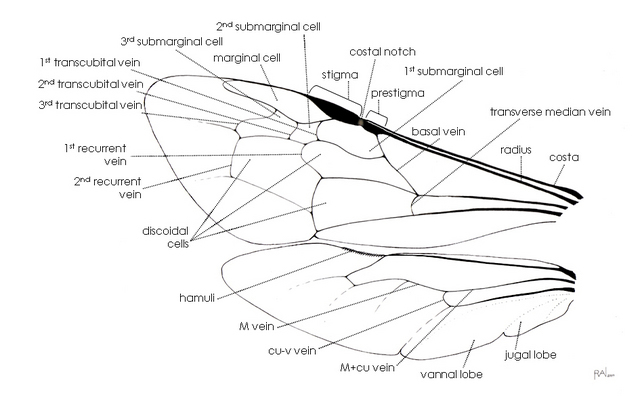 2nd submarginal cell
3rd submarginal cell
costal notch
1st transcubital vein
marginal cell
stigma
1st submarginal cell
2nd transcubital vein
prestigma
3rd transcubital vein
transverse median vein
basal vein
1st recurrent
vein
radius
costa
2nd recurrent
vein
discoidal
cells
hamuli
M vein
cu-v vein
M+cu vein
vannal lobe
jugal lobe